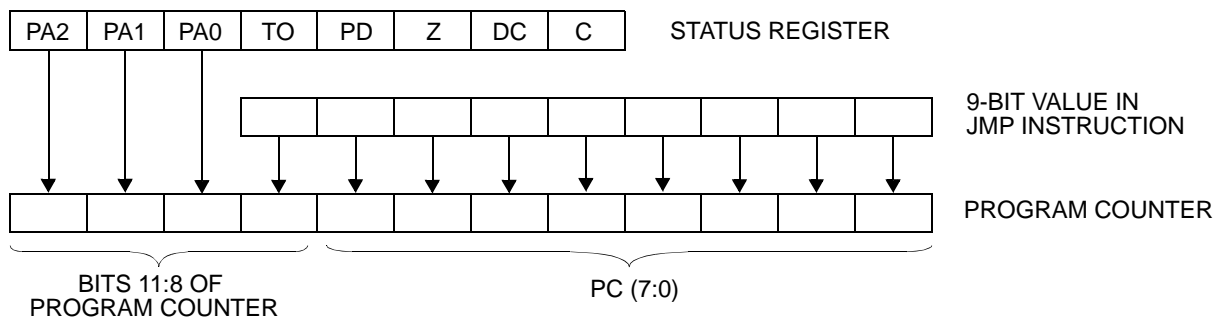 PA2 PA1 PA0 TO PD Z DC C STATUS REGISTER
9-BIT VALUE IN
JMP INSTRUCTION
PROGRAM COUNTER
BITS 11:8 OF
PROGRAM COUNTER
PC (7:0)